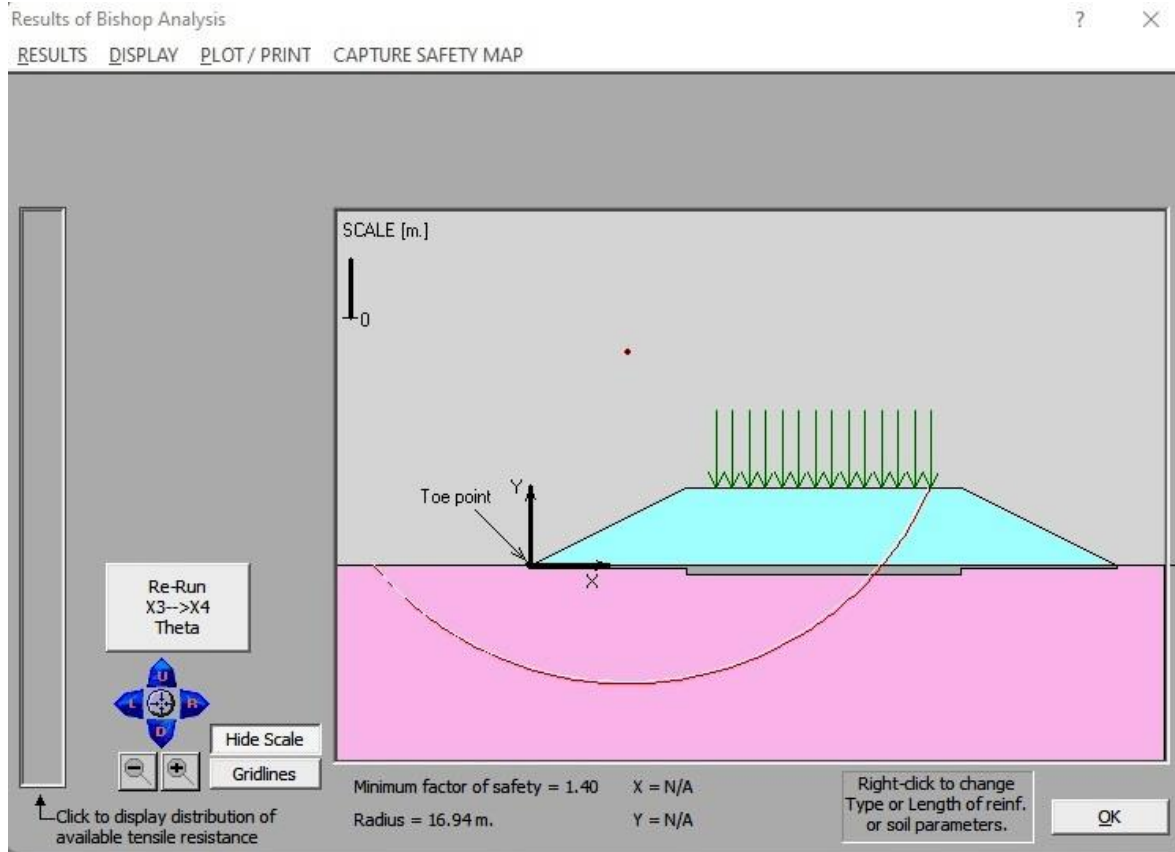 Results of Bishop Analysis
?
RESULTS DISPLAY PLOT / PRINT CAPTURE SAFETY MAP
SCALE [m.]
0
Toe point
Y
X
Re-Run
X3-->X4
Theta
U
L R
D
Hide Scale
Gridlines
Click to display distribution of
available tensile resistance
Minimum factor of safety = 1.40 X = N/A
Radius = 16.94 m. Y = N/A
Right-click to change
Type or Length of reinf.
or soil parameters.
OK